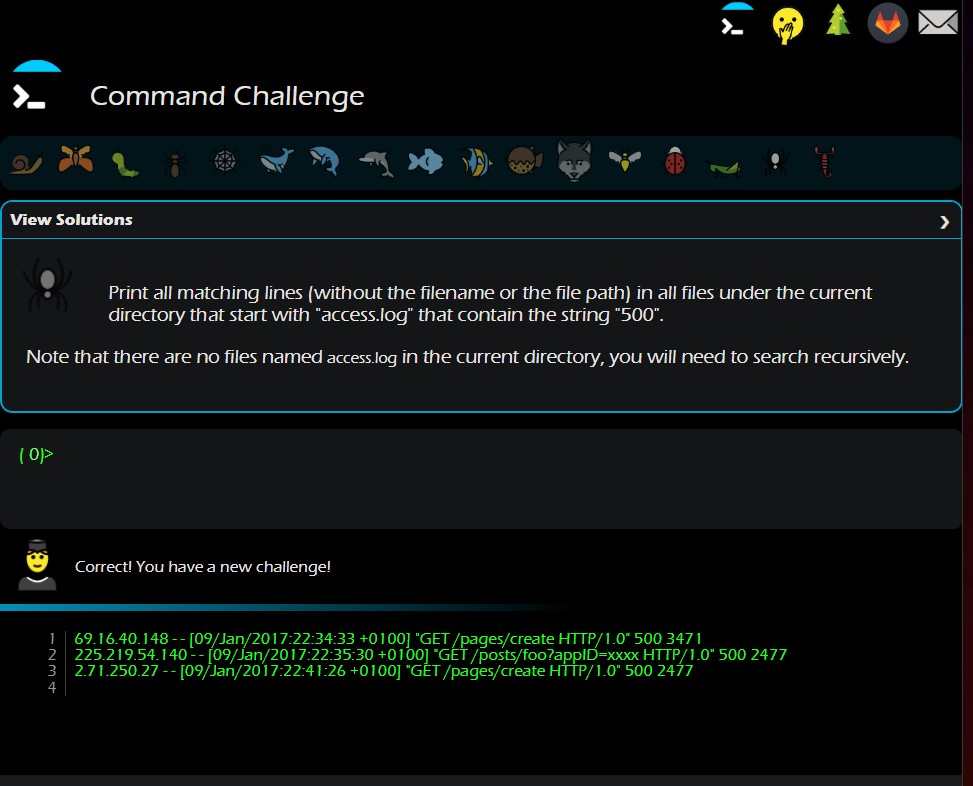 Command Challenge
View Solutions
Print all matching lines (without the filename or the file path) in all files under the current
directory that start with "access.log" that contain the string "500".
Note that there are no files named access.log in the current directory, you will need to search recursively.
( 0)>
Correct! You have a new challenge!
1 69.16.40.148 - - [09/Jan/2017:22:34:33 +0100] "GET /pages/create HTTP/1.0" 500 3471
2 225.219.54.140 - - [09/Jan/2017:22:35:30 +0100] "GET /posts/foo?appID=xxxx HTTP/1.0" 500 2477
3 2.71.250.27 - - [09/Jan/2017:22:41:26 +0100] "GET /pages/create HTTP/1.0" 500 2477
4